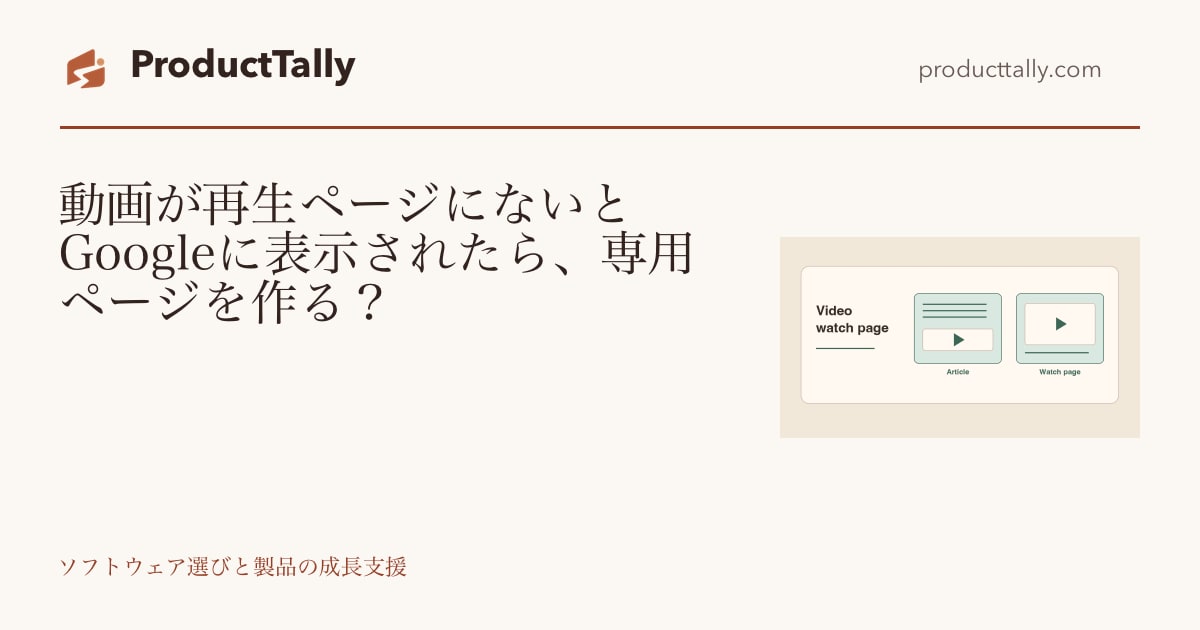 ProductTally
producttally.com
動画が再生ページにないと
Googleに表示されたら、専用
ページを作る？
Video
watch page
Article
Watch page
ソフトウェア選びと製品の成長支援